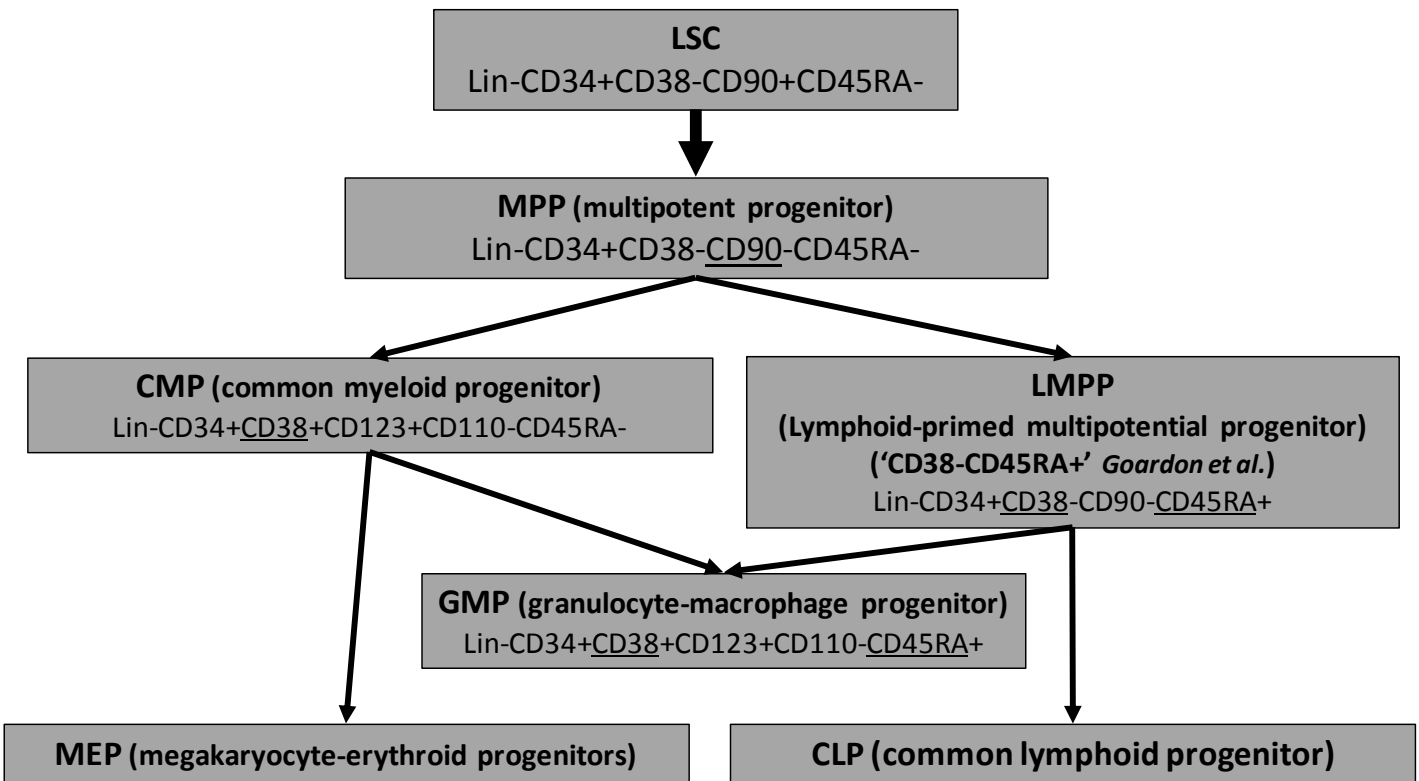 LSC
Lin-CD34+CD38-CD90+CD45RA-
MPP (multipotent progenitor)
Lin-CD34+CD38-CD90-CD45RA-
CMP (common myeloid progenitor)
Lin-CD34+CD38+CD123+CD110-CD45RA-
LMPP
(Lymphoid-primed multipotential progenitor)
(‘CD38-CD45RA+’ Goardon et al.)
Lin-CD34+CD38-CD90-CD45RA+
GMP (granulocyte-macrophage progenitor)
Lin-CD34+CD38+CD123+CD110-CD45RA+
MEP (megakaryocyte-erythroid progenitors)
CLP (common lymphoid progenitor)